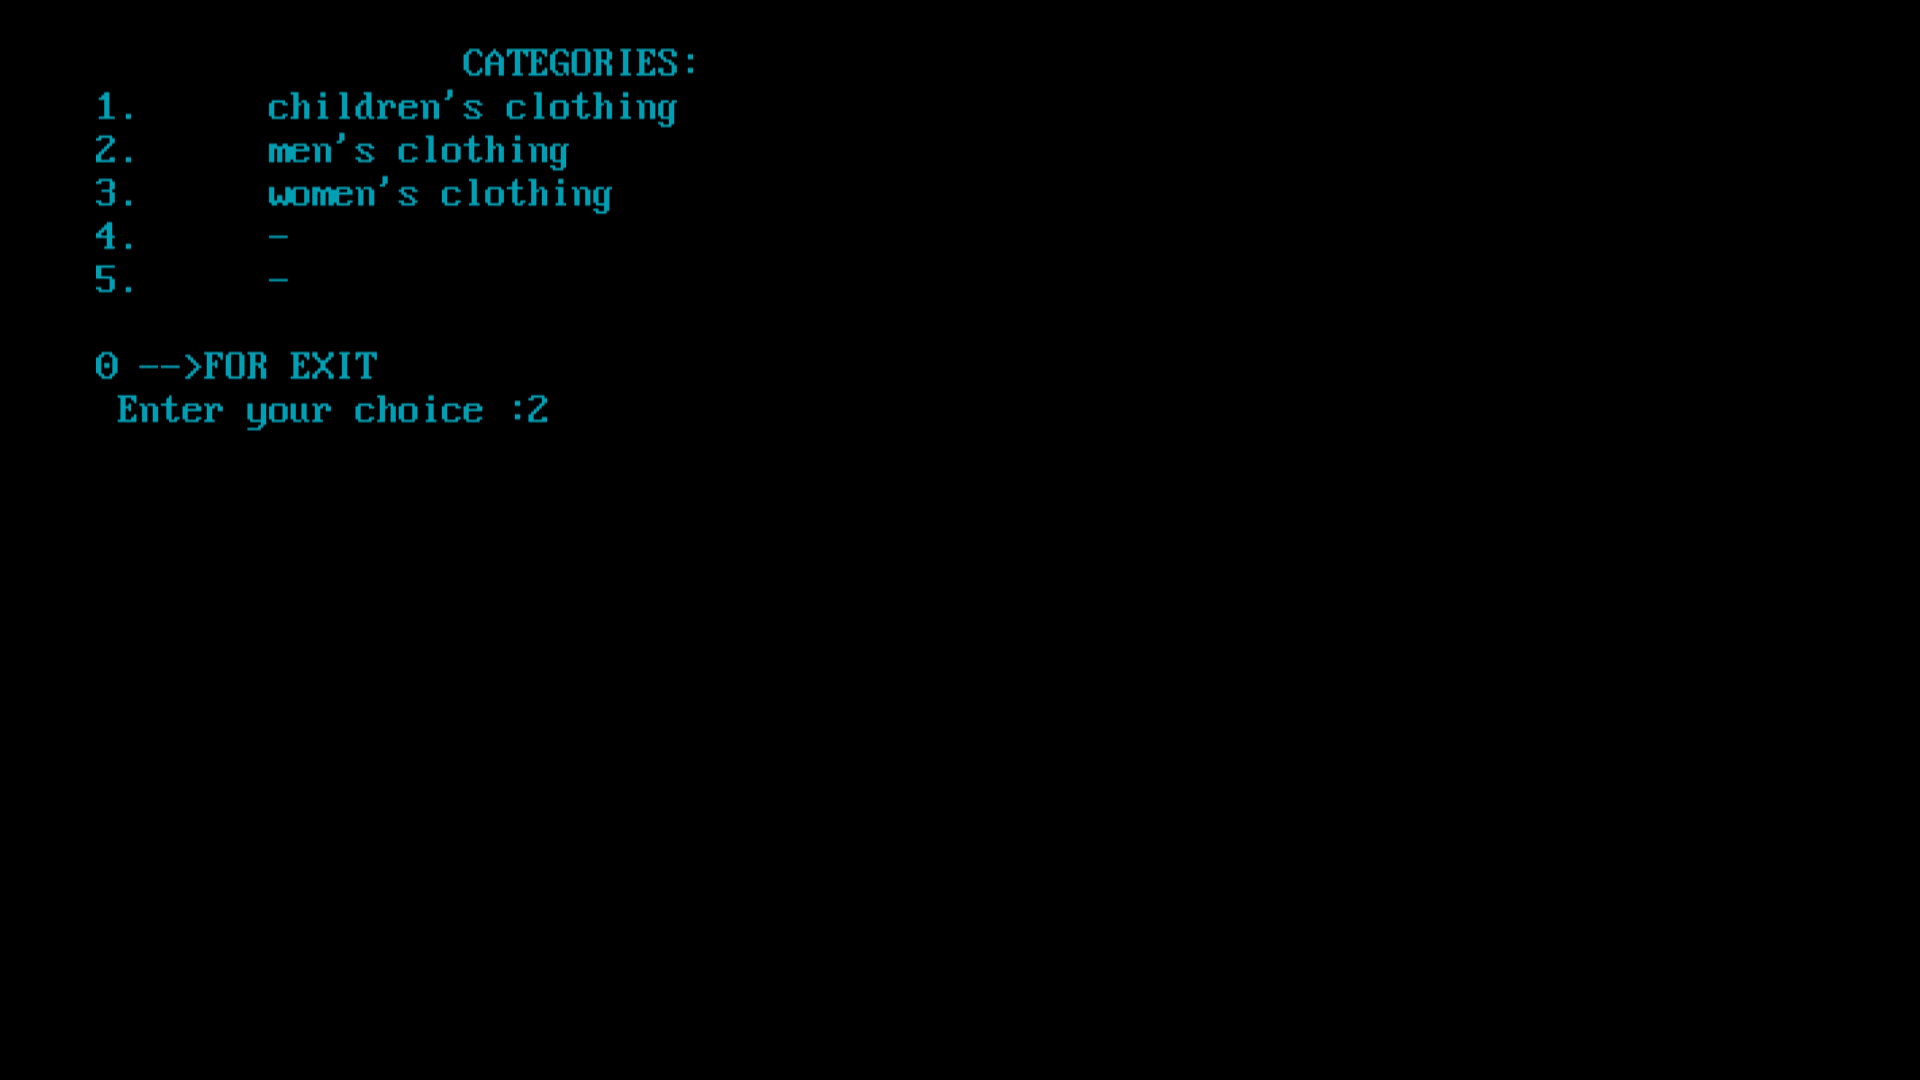 CATEGORIES:
1. children's clothing
2. men's clothing
3. women's clothing
4. -
5. -
0 -->FOR EXIT
Enter your choice :2